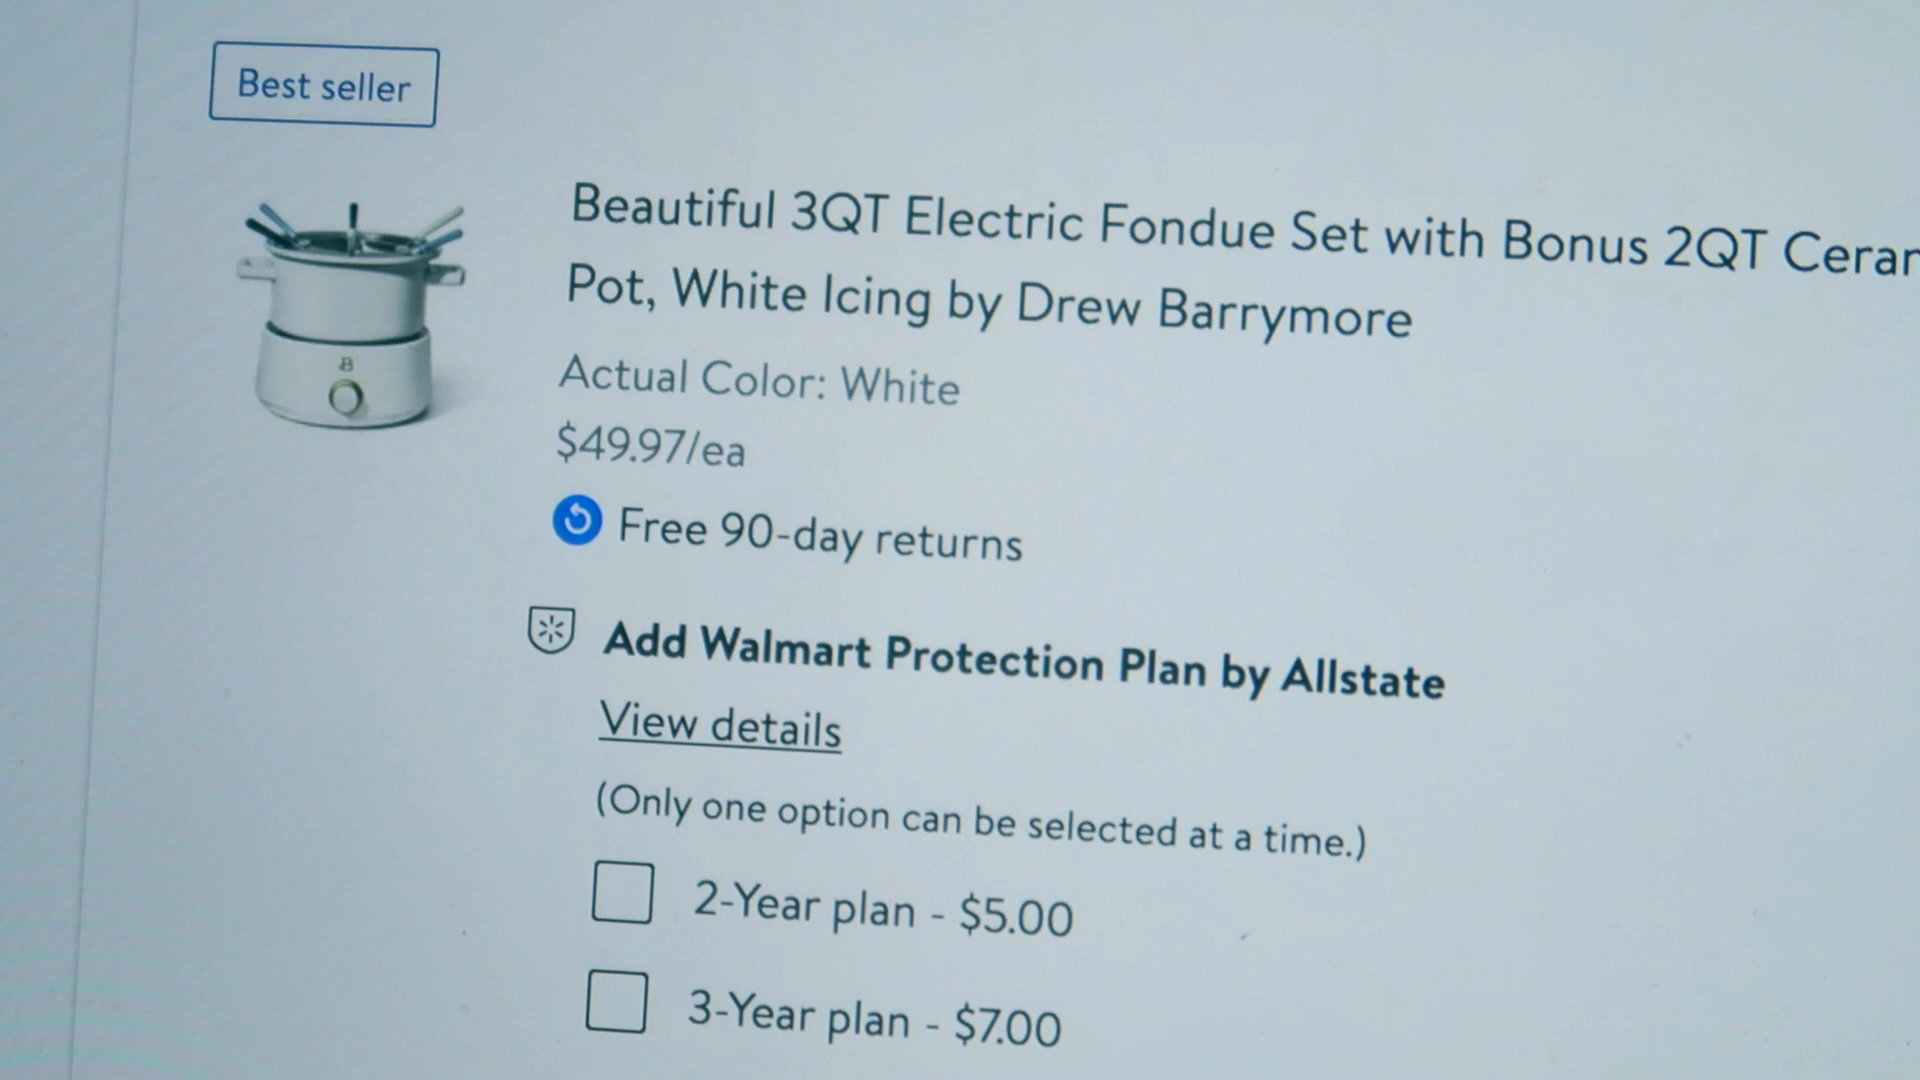 Best seller
Beautiful 3QT Electric Fondue Set with Bonus 2QT
Pot, White Icing by Drew Barrymore
Actual Color: White
$49.97/ea
Free 90-day returns
Add Walmart Protection Plan by Allstate
View details
(Only one option can be selected at a time.)
2-Year plan - $5.00
3-Year plan - $7.00
B